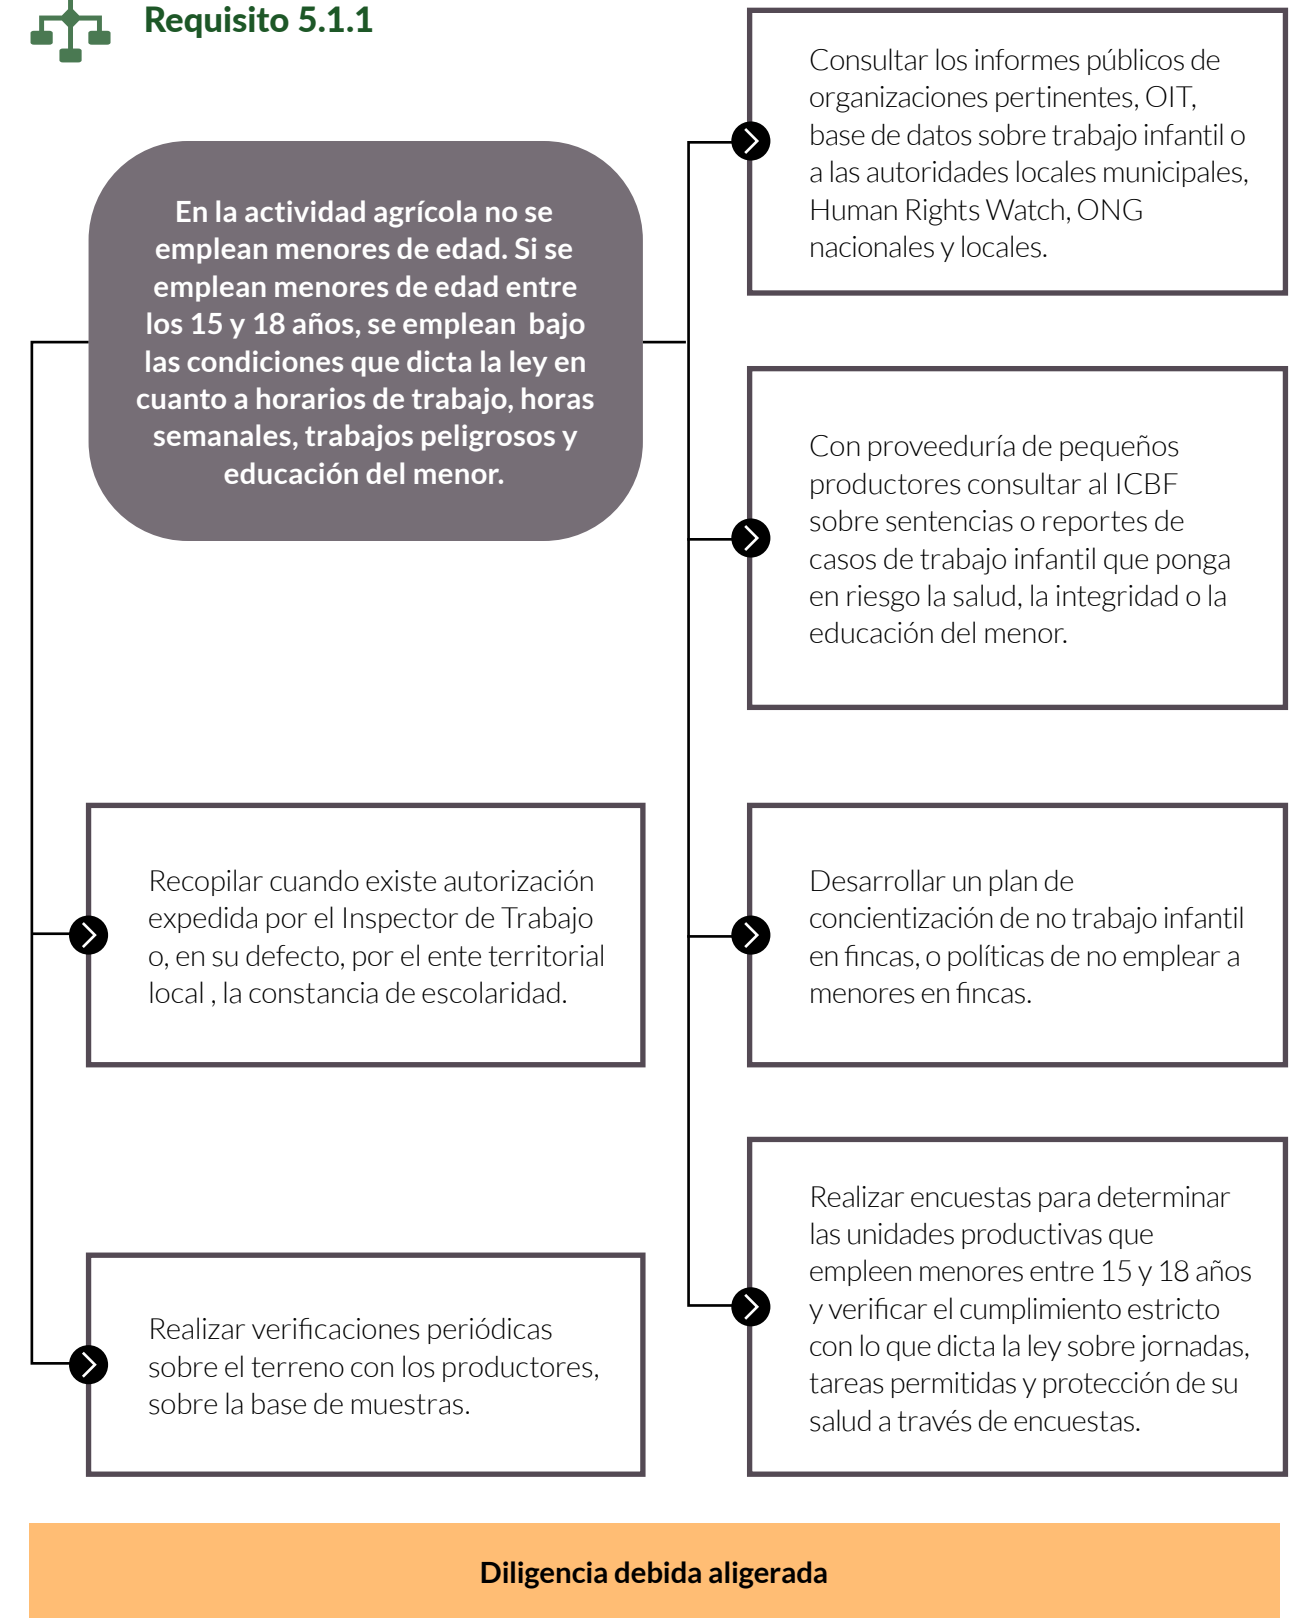 Requisito 5.1.1
En la actividad agrícola no se
emplean menores de edad. Si se
emplean menores de edad entre
los 15 y 18 años, se emplean  bajo
las condiciones que dicta la ley en
cuanto a horarios de trabajo, horas
semanales, trabajos peligrosos y
educación del menor.
Consultar los informes públicos de
organizaciones pertinentes, OIT,
base de datos sobre trabajo infantil o
a las autoridades locales municipales,
Human Rights Watch, ONG
nacionales y locales.
Con proveeduría de pequeños
productores consultar al ICBF
sobre sentencias o reportes de
casos de trabajo infantil que ponga
en riesgo la salud, la integridad o la
educación del menor.
Recopilar cuando existe autorización
expedida por el Inspector de Trabajo
o, en su defecto, por el ente territorial
local , la constancia de escolaridad.
Desarrollar un plan de
concientización de no trabajo infantil
en fincas, o políticas de no emplear a
menores en fincas.
Realizar verificaciones periódicas
sobre el terreno con los productores,
sobre la base de muestras.
Realizar encuestas para determinar
las unidades productivas que
empleen menores entre 15 y 18 años
y verificar el cumplimiento estricto
con lo que dicta la ley sobre jornadas,
tareas permitidas y protección de su
salud a través de encuestas.
Diligencia debida aligerada